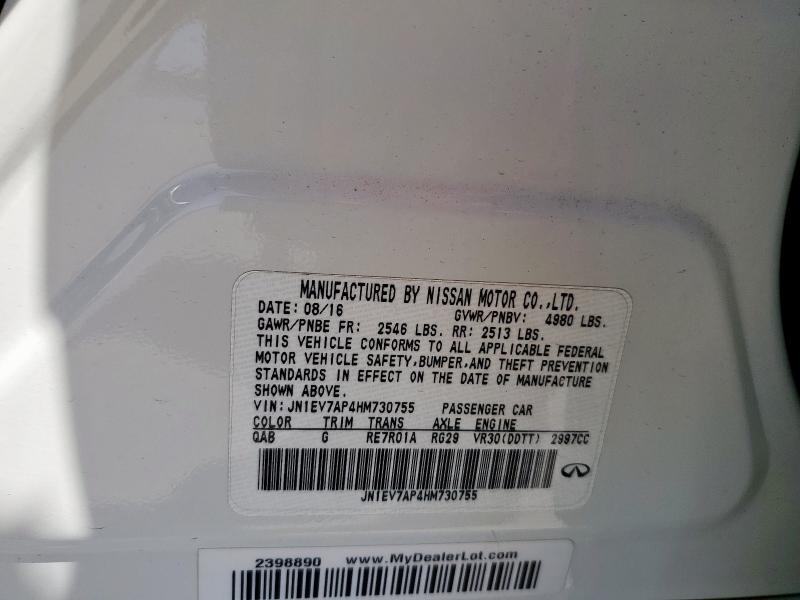 MANUFACTURED BY NISSAN MOTOR CO.,LTD.
DATE: 08/16 GVWR/PNBV: 4980 LBS.
GAWR/PNBE FR: 2546 LBS. RR: 2513 LBS.
THIS VEHICLE CONFORMS TO ALL APPLICABLE FEDERAL
MOTOR VEHICLE SAFETY,BUMPER,AND THEFT PREVENTION
STANDARDS IN EFFECT ON THE DATE OF MANUFACTURE
SHOWN ABOVE.
VIN: JN1EV7AP4HM730755 PASSENGER CAR
COLOR TRIM TRANS AXLE ENGINE
QAB G RE7R01A RG29 VR30(DDTT) 2997CC
JN1EV7AP4HM730755
2398890 www.MyDealerLot.com